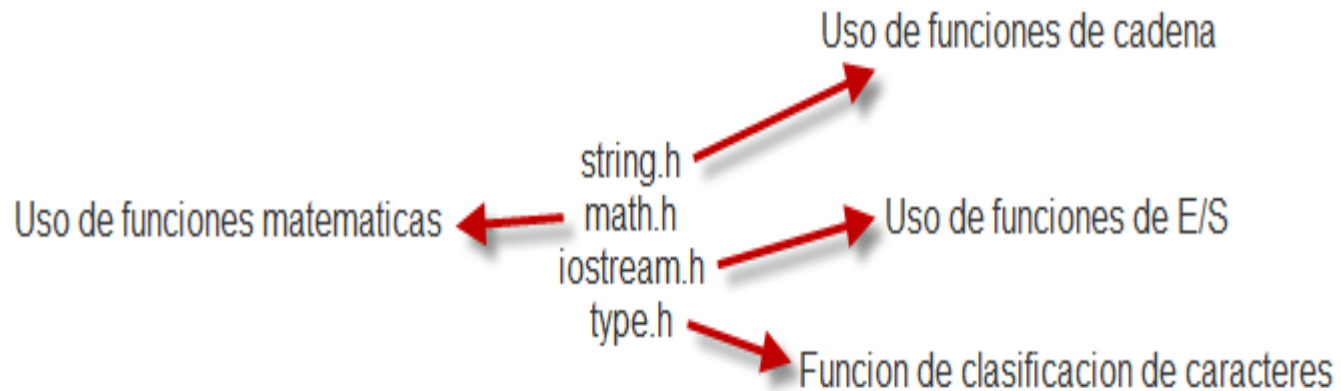 Uso de funciones de cadena
string.h
Uso de funciones matematicas
math.h
Uso de funciones de E/S
iostream.h
type.h
Funcion de clasificacion de caracteres